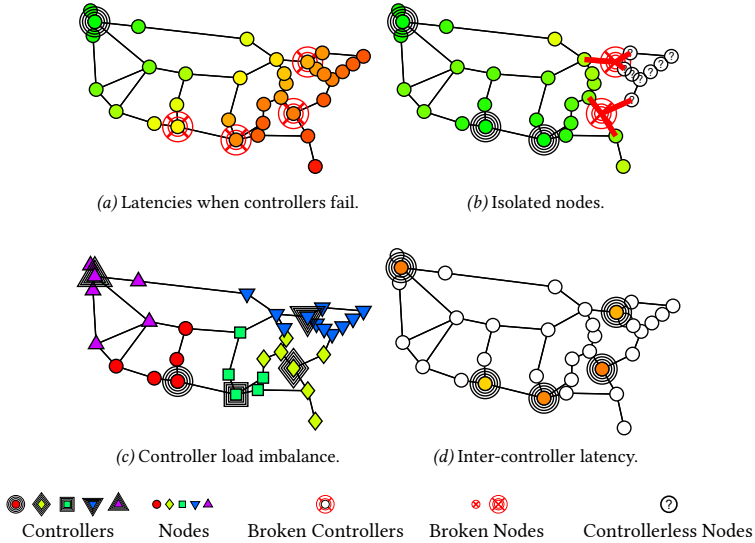 ? ? ? ? ? ?
(a) Latencies when controllers fail.
(b) Isolated nodes.
(c) Controller load imbalance.
(d) Inter-controller latency.
?
Controllers Nodes Broken Controllers Broken Nodes Controllerless Nodes